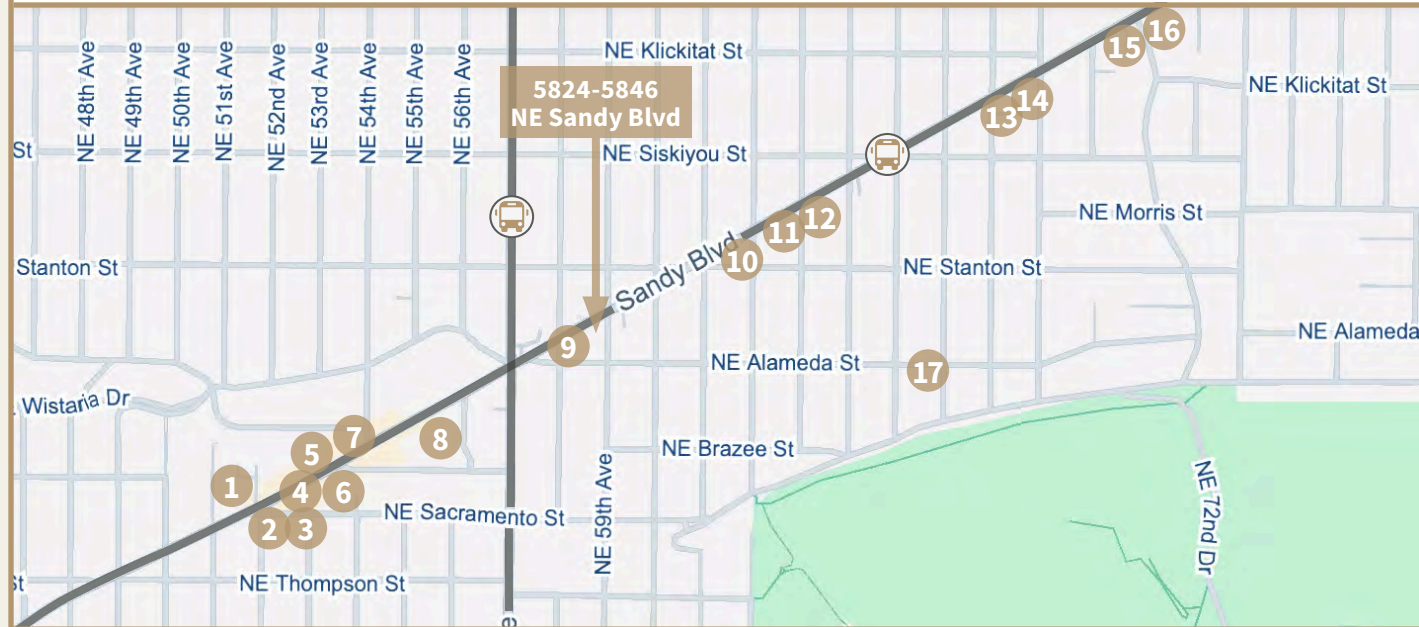 NE 48th Ave
NE 49th Ave
NE 50th Ave
NE 51st Ave
NE 52nd Ave
NE 53rd Ave
NE 54th Ave
NE 55th Ave
NE 56th Ave
NE Klickitat St
16
15
NE Klickitat St
5824-5846
NE Sandy Blvd
14
13
St
NE Siskiyou St
NE Morris St
12
11
10
Sandy Blvd
Stanton St
NE Stanton St
9
NE Alameda St
17
NE Alameda
Wistaria Dr
7
8
5
NE Brazee St
1
4
6
NE 59th Ave
NE 72nd Dr
2
3
NE Sacramento St
St
NE Thompson St
e